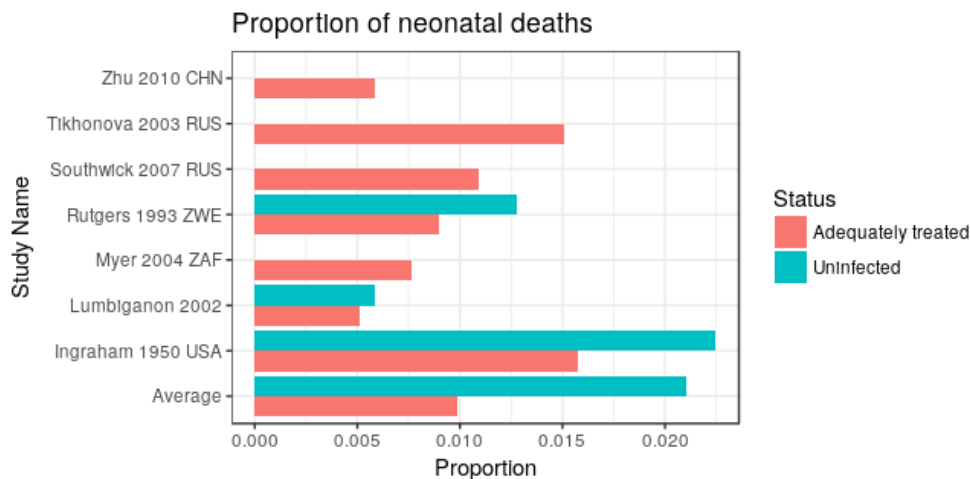 Proportion of neonatal deaths
Zhu 2010 CHN
Tikhonova 2003 RUS
Southwick 2007 RUS
Rutgers 1993 ZWE
Myer 2004 ZAF
Lumbiganon 2002
Ingraham 1950 USA
Average
Study Name
0.000 0.005 0.010 0.015 0.020
Proportion
Status
Adequately treated
Uninfected